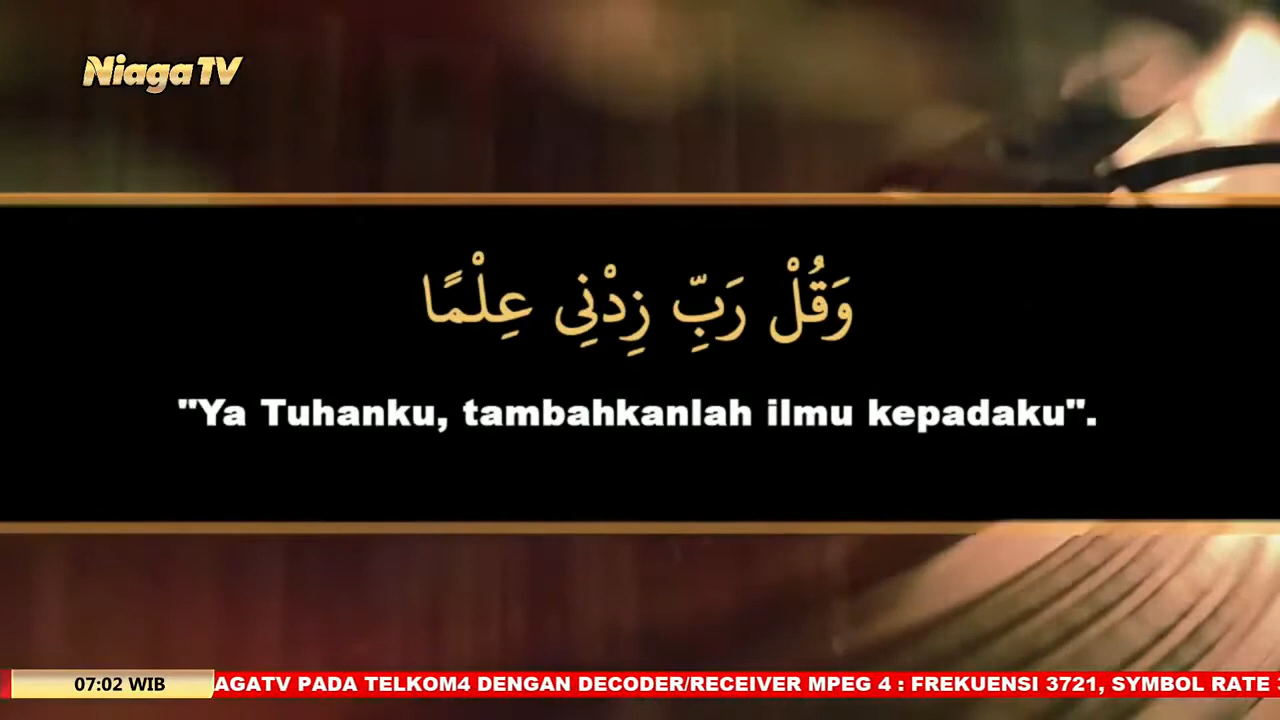 NiagaTV
وَقُلْ رَبِّ زِدْنِى عِلْمًا
"Ya Tuhanku, tambahkanlah ilmu kepadaku".
07:02 WIB
AGATV PADA TELKOM4 DENGAN DECODER/RECEIVER MPEG 4 : FREKUENSI 3721, SYMBOL RATE